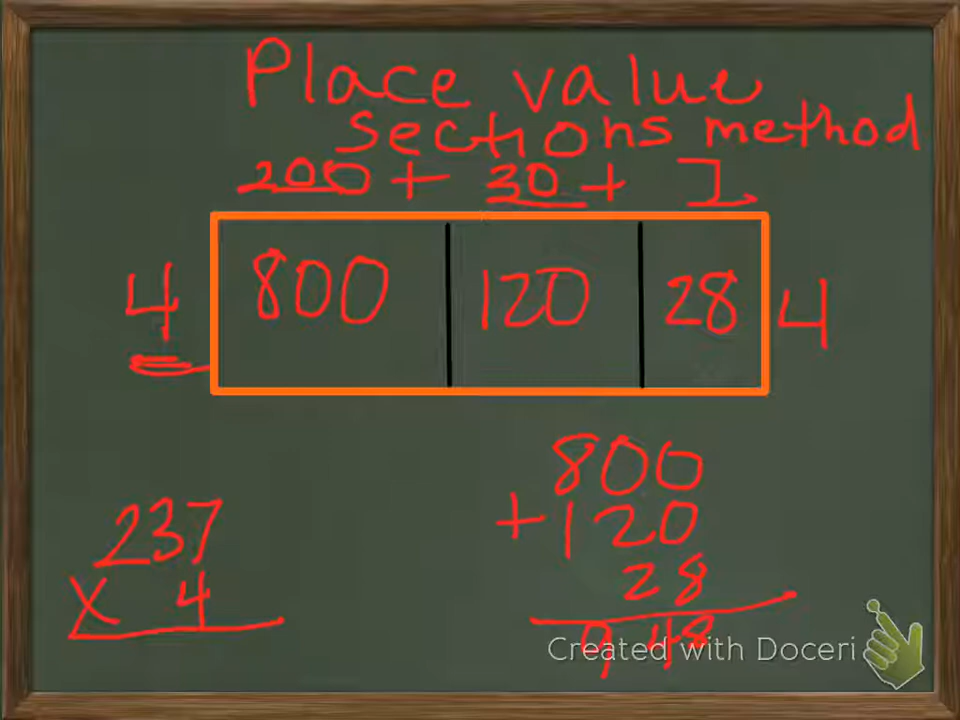 Place value
sections method
200 + 30 + 7
4 800 120 28 4
800
+120
28
948
237
X 4
Created with Doceri